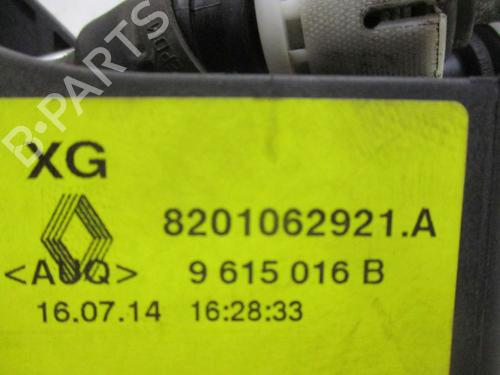 B-PARTS
XG
8201062921.A
<AUQ> 9 615 016 B
16.07.14 16:28:33